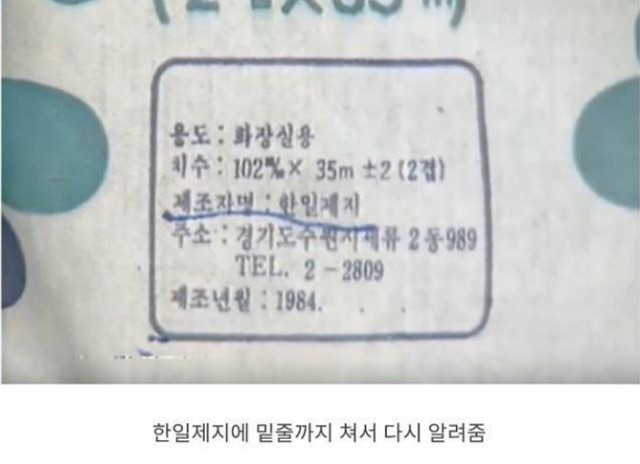 용도 : 화장실용
치수 : 102㎜ × 35m ±2 (2겹)
제조자명 : 한일제지
주소 : 경기도수원시세류 2 동989
TEL. 2 - 2809
제조년월 : 1984.
한일제지에 밑줄까지 쳐서 다시 알려줌